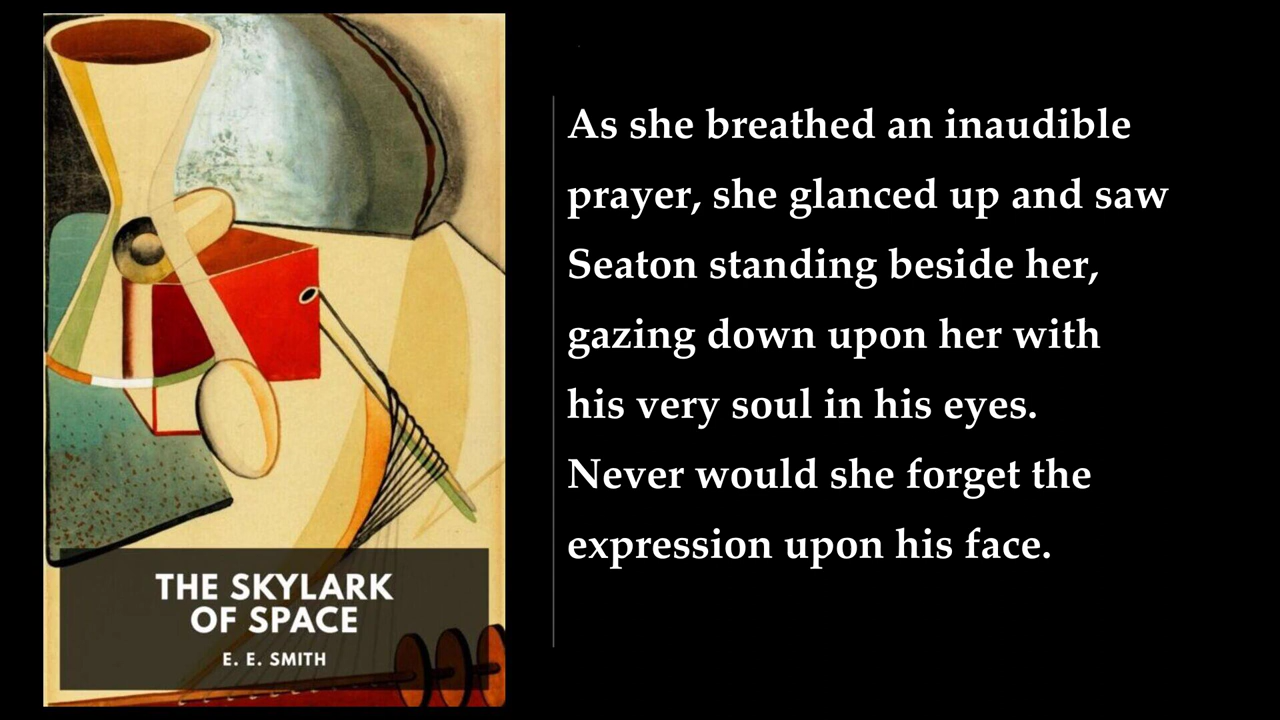 THE SKYLARK
OF SPACE
E. E. SMITH
As she breathed an inaudible
prayer, she glanced up and saw
Seaton standing beside her,
gazing down upon her with
his very soul in his eyes.
Never would she forget the
expression upon his face.